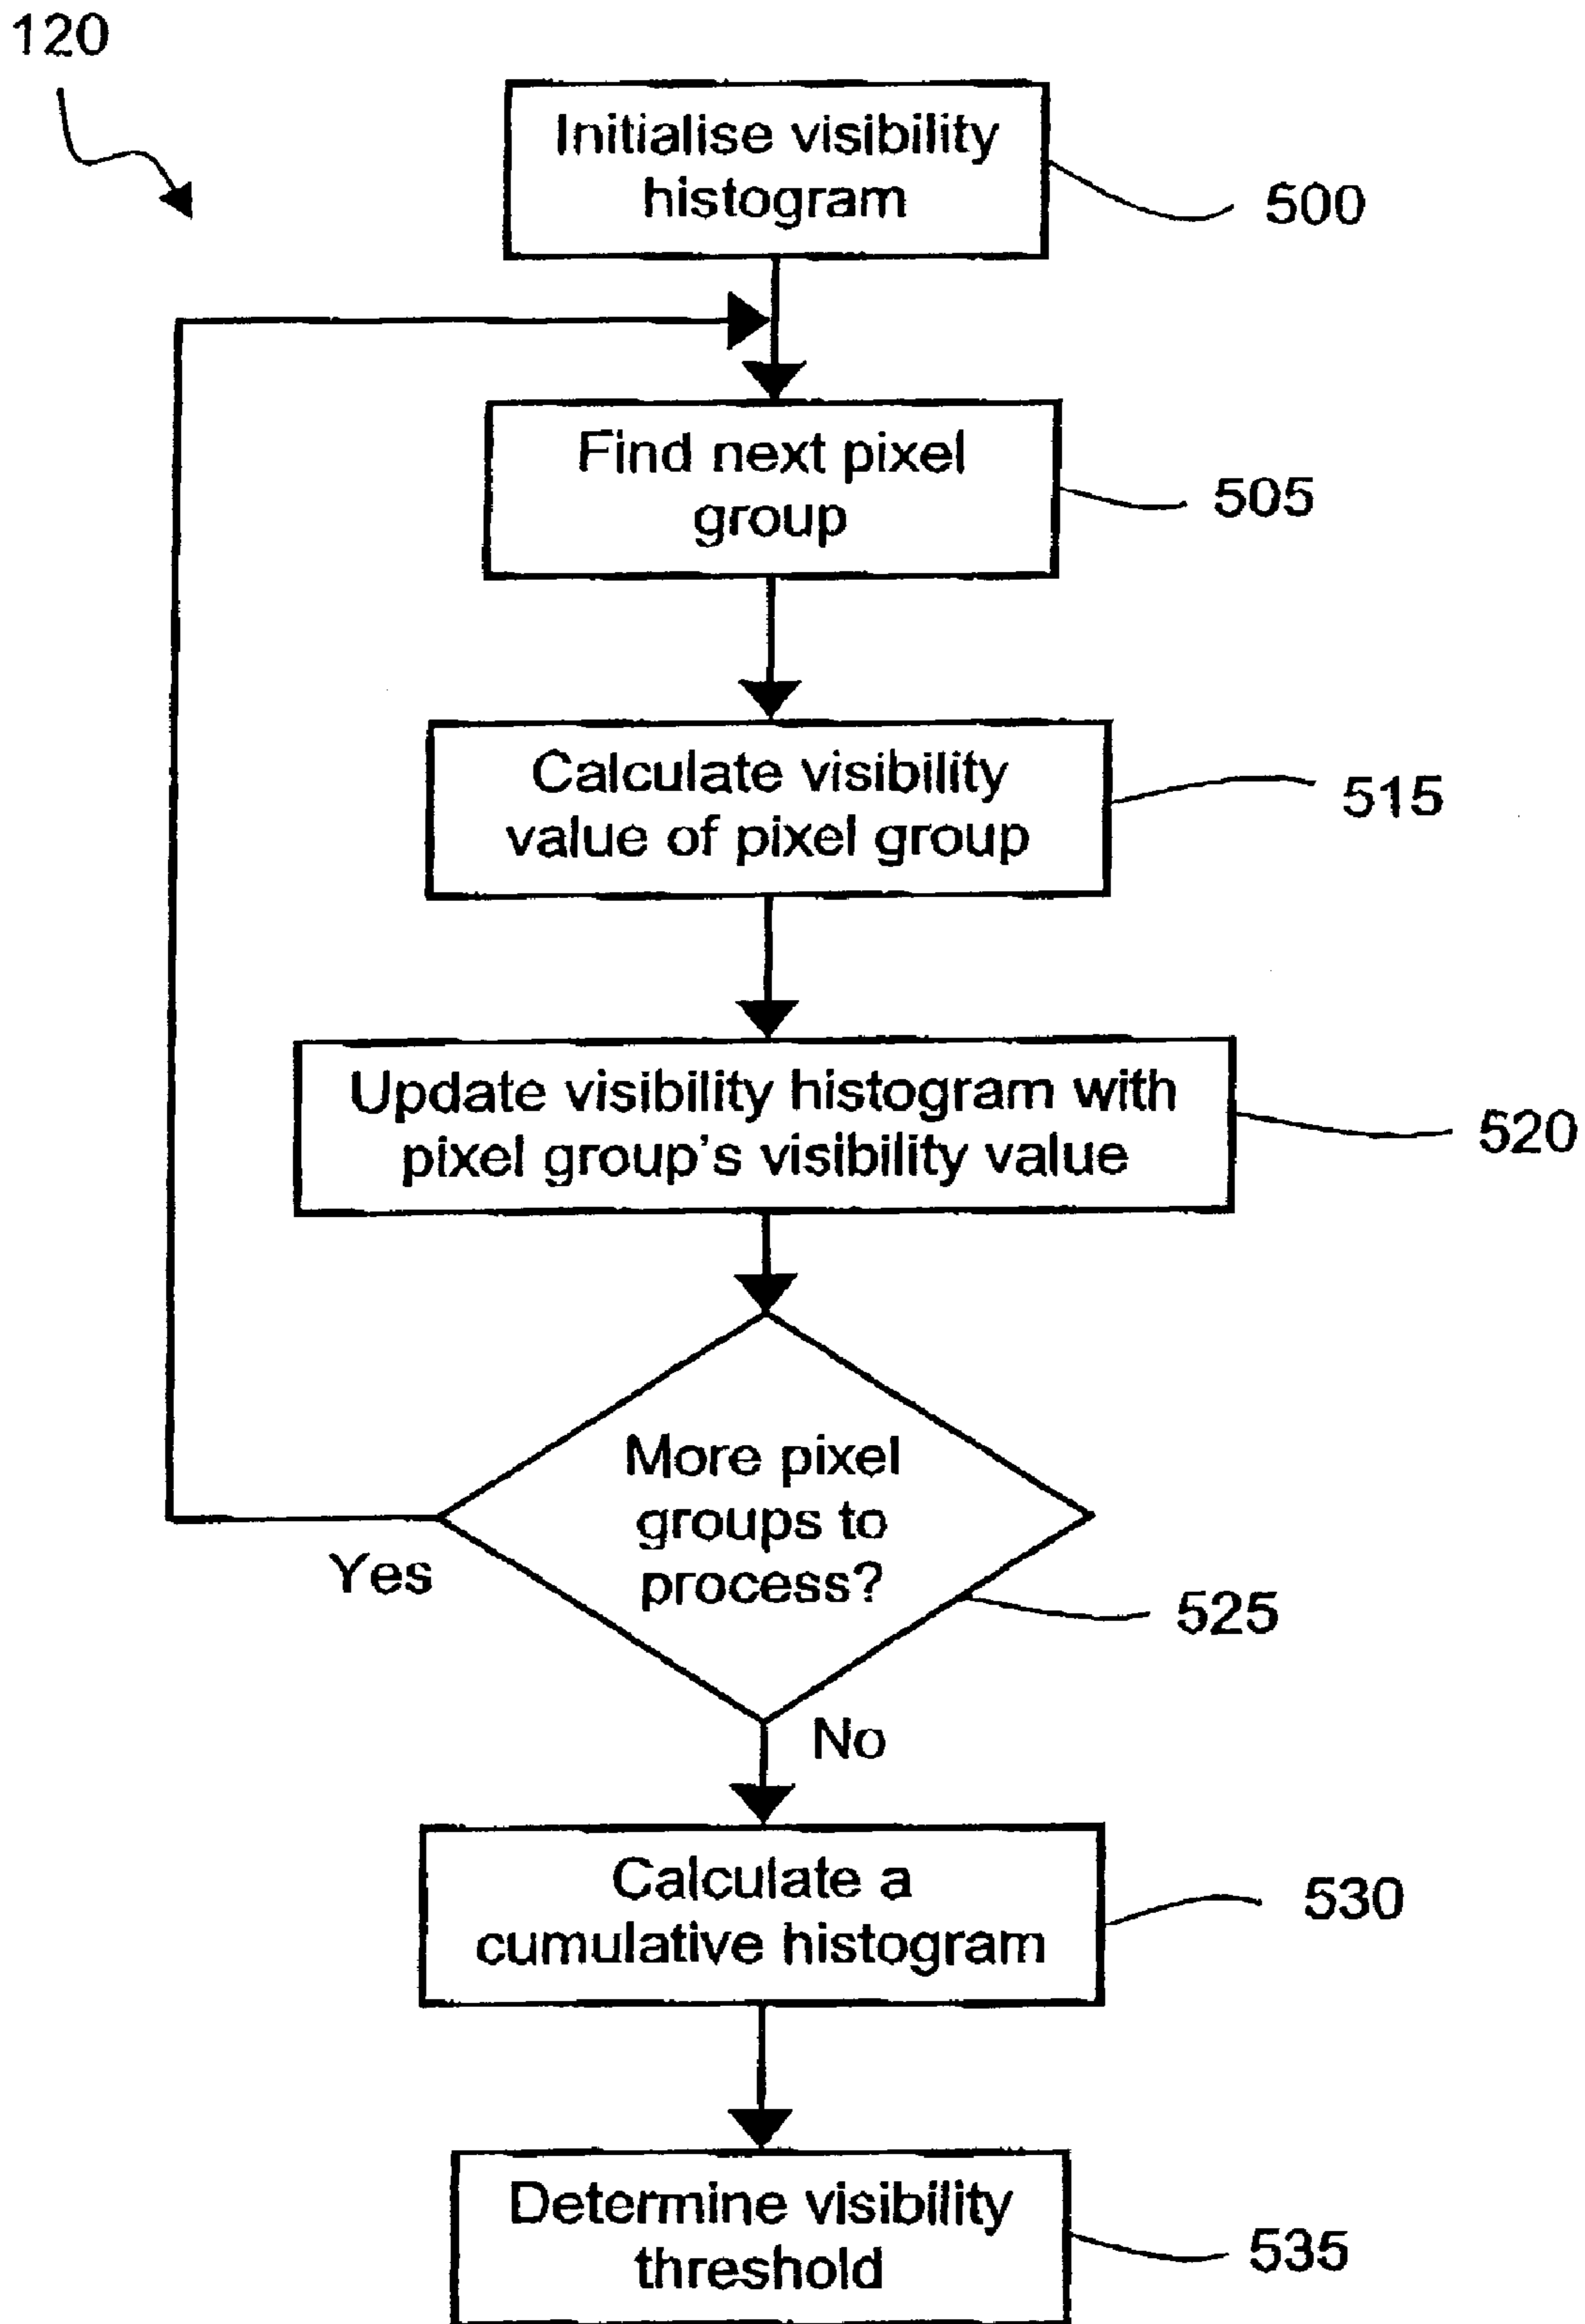 120
Initialise visibility
histogram
500
Find next pixel
group
505
Calculate visibility
value of pixel group
515
Update visibility histogram with
pixel group's visibility value
520
More pixel
groups to
process?
Yes
525
No
Calculate a
cumulative histogram
530
Determine visibility
threshold
535